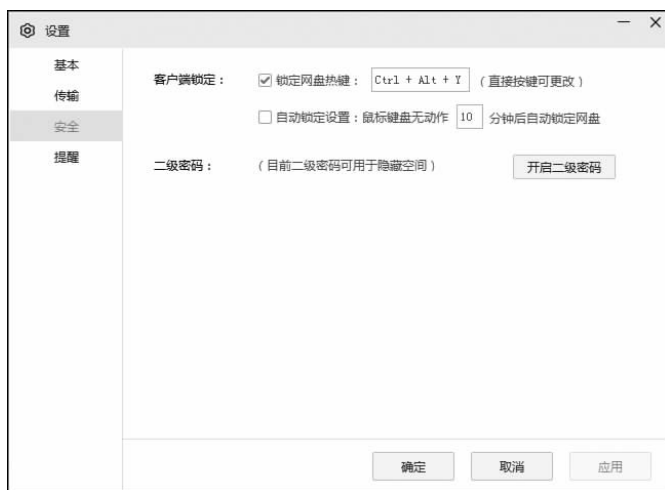 设置
基本
传输
安全
提醒
客户端锁定： 锁定网盘热键： Ctrl + Alt + Y （直接按键可更改）
自动锁定设置：鼠标键盘无动作 10 分钟后自动锁定网盘
二级密码： （目前二级密码可用于隐藏空间） 开启二级密码
确定 取消 应用